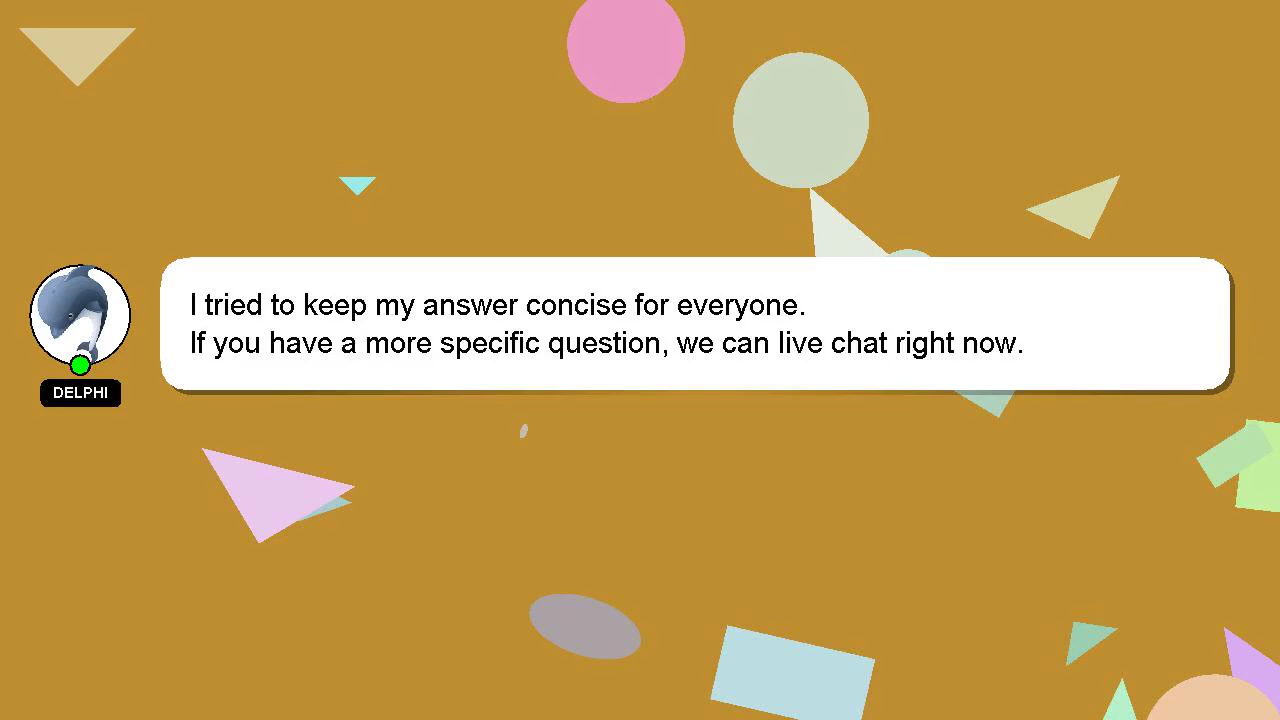 I tried to keep my answer concise for everyone.
If you have a more specific question, we can live chat right now.
DELPHI